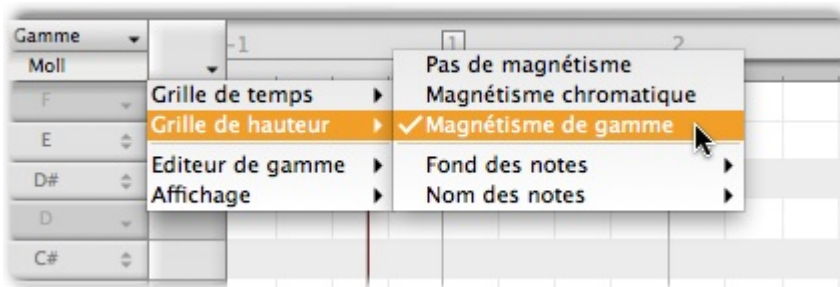 Gamme
Moll
-1 1 2
F
E
D#
D
C#
Grille de temps
Grille de hauteur
Editeur de gamme
Affichage
Pas de magnétisme
Magnétisme chromatique
Magnétisme de gamme
Fond des notes
Nom des notes